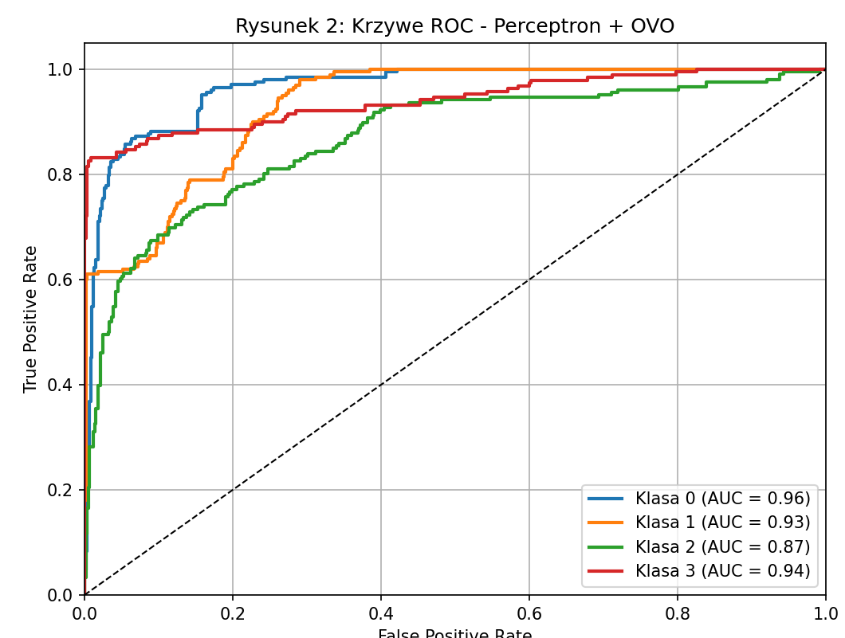 Rysunek 2: Krzywe ROC - Perceptron + OVO
True Positive Rate
1.0
0.8
0.6
0.4
0.2
0.0
Klasa 0 (AUC = 0.96)
Klasa 1 (AUC = 0.93)
Klasa 2 (AUC = 0.87)
Klasa 3 (AUC = 0.94)
0.0 0.2 0.4 0.6 0.8 1.0
False Positive Rate